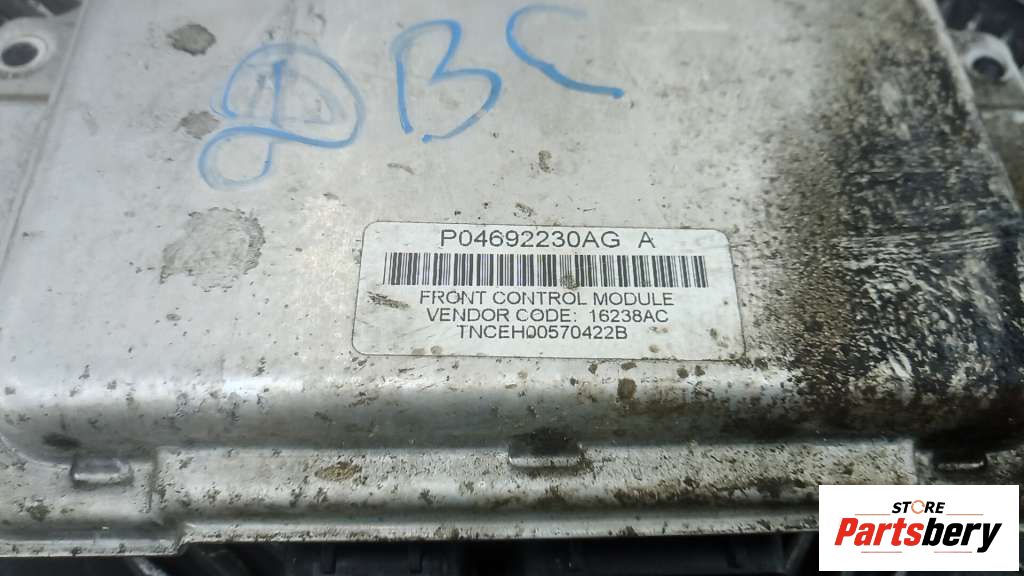 DBC
P04692230AG A
FRONT CONTROL MODULE
VENDOR CODE: 16238AC
TNCEH00570422B
STORE
Partsbery